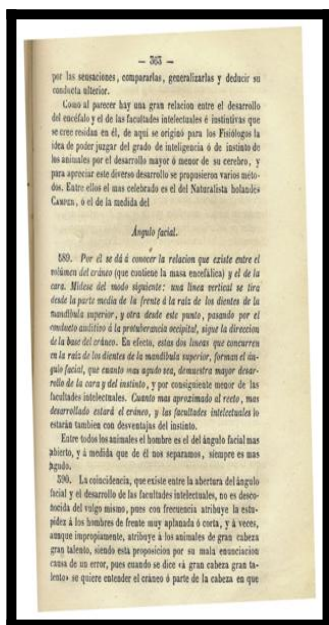 — 363 —
por las sensaciones, compararlas, generalizarlas y deducir su
conducta ulterior.
Como al parecer hay una gran relacion entre el desarrollo
del encéfalo y el de las facultades intelectuales é instintivas que
se cree residan en él, de aqui se originó para los Fisiólogos la
idea de poder juzgar del grado de inteligencia ó de instinto de
los animales por el desarrollo mayor ó menor de su cerebro, y
para apreciar este diverso desarrollo se propusieron varios méto-
dos. Entre ellos el mas celebrado es el del Naturalista holandes
CAMPER, ó el de la medida del
Ángulo facial.
589. Por él se dá á conocer la relacion que existe entre el
volúmen del cráneo (que contiene la masa encefálica) y el de la
cara. Mídese del modo siguiente: una línea vertical se tira
desde la parte media de la frente á la raiz de los dientes de la
mandíbula superior, y otra desde este punto, pasando por el
conducto auditivo á la protuberancia occipital, sigue la direccion
de la base del cráneo. En efecto, estas dos lineas que concurren
en la raiz de los dientes de la mandíbula superior, forman el án-
gulo facial, que cuanto mas agudo sea, demuestra mayor desar-
rollo de la cara y del instinto, y por consiguiente menor de las
facultades intelectuales. Cuanto mas aproximado al recto, mas
desarrollado estará el cráneo, y las facultades intelectuales lo
estarán tambien con desventajas del instinto.
Entre todos los animales el hombre es el del ángulo facial mas
abierto, y á medida que de él nos separamos, siempre es mas
agudo.
590. La coincidencia, que existe entre la abertura del ángulo
facial y el desarrollo de las facultades intelectuales, no es desco-
nocida del vulgo mismo, pues con frecuencia atribuye la estu-
pidez á los hombres de frente muy aplanada ó corta, y á veces,
aunque impropiamente, atribuye á los animales de gran cabeza
gran talento, siendo esta proposicion por su mala enunciacion
causa de un error, pues cuando se dice «á gran cabeza gran ta-
lento» se quiere entender el cráneo ó parte de la cabeza en que